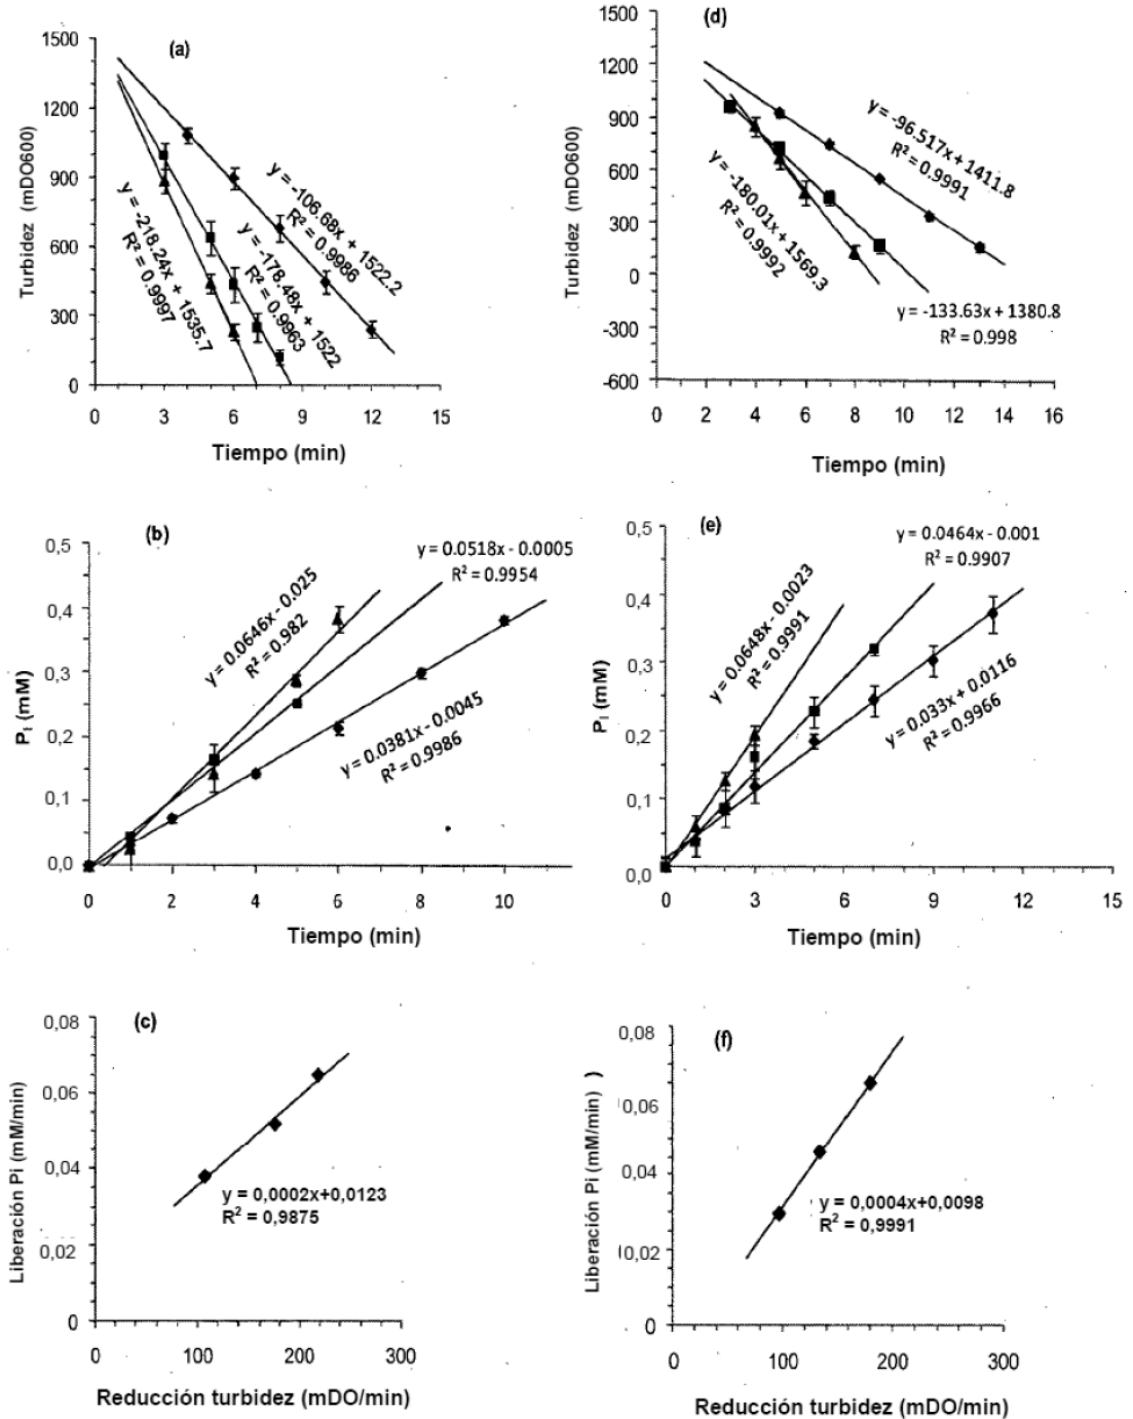 (a)
1500
1200
900
600
300
0
0 3 6 9 12 15
Turbidez (mDO600)
Tiempo (min)
y = -106.68x + 1522.2
R² = 0.9986
y = -178.48x + 1522
R² = 0.9963
y = -218.24x + 1535.7
R² = 0.9997
(d)
1500
1200
900
600
300
0
-300
-600
0 2 4 6 8 10 12 14 16
Turbidez (mDO600)
Tiempo (min)
y = -96.517x + 1411.8
R² = 0.9991
y = -180.01x + 1569.3
R² = 0.9992
y = -133.63x + 1380.8
R² = 0.998
(b)
0,5
0,4
0,3
0,2
0,1
0,0
0 2 4 6 8 10
Pᵢ (mM)
Tiempo (min)
y = 0.0518x - 0.0005
R² = 0.9954
y = 0.0646x - 0.025
R² = 0.982
y = 0.0381x - 0.0045
R² = 0.9986
(e)
0,5
0,4
0,3
0,2
0,1
0,0
0 3 6 9 12 15
Pᵢ (mM)
Tiempo (min)
y = 0.0464x - 0.001
R² = 0.9907
y = 0.0648x - 0.0023
R² = 0.9991
y = 0.033x + 0.0116
R² = 0.9966
(c)
0,08
0,06
0,04
0,02
0
0 100 200 300
Liberación Pi (mM/min)
Reducción turbidez (mDO/min)
y = 0,0002x+0,0123
R² = 0,9875
(f)
0,08
0,06
0,04
0,02
0
0 100 200 300
Liberación Pi (mM/min) )
Reducción turbidez (mDO/min)
y = 0,0004x+0,0098
R² = 0,9991